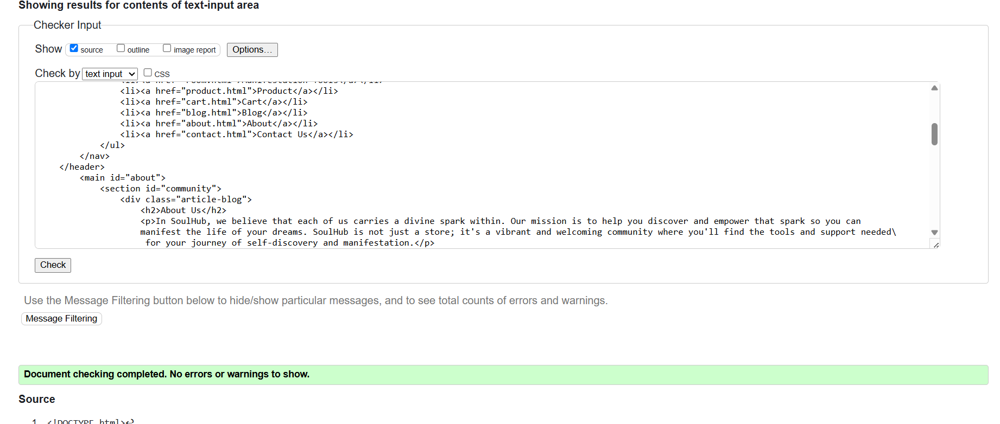 Showing results for contents of text-input area
Checker Input
Show source outline image report Options...
Check by text input CSS
<li><a href="room.html">Manifestation Tools</a></li>
<li><a href="product.html">Product</a></li>
<li><a href="cart.html">Cart</a></li>
<li><a href="blog.html">Blog</a></li>
<li><a href="about.html">About</a></li>
<li><a href="contact.html">Contact Us</a></li>
</ul>
</nav>
</header>
<main id="about">
<section id="community">
<div class="article-blog">
<h2>About Us</h2>
<p>In SoulHub, we believe that each of us carries a divine spark within. Our mission is to help you discover and empower that spark so you can
manifest the life of your dreams. SoulHub is not just a store; it's a vibrant and welcoming community where you'll find the tools and support needed\
for your journey of self-discovery and manifestation.</p>
Check
Use the Message Filtering button below to hide/show particular messages, and to see total counts of errors and warnings.
Message Filtering
Document checking completed. No errors or warnings to show.
Source
1. <!DOCTYPE html>↩